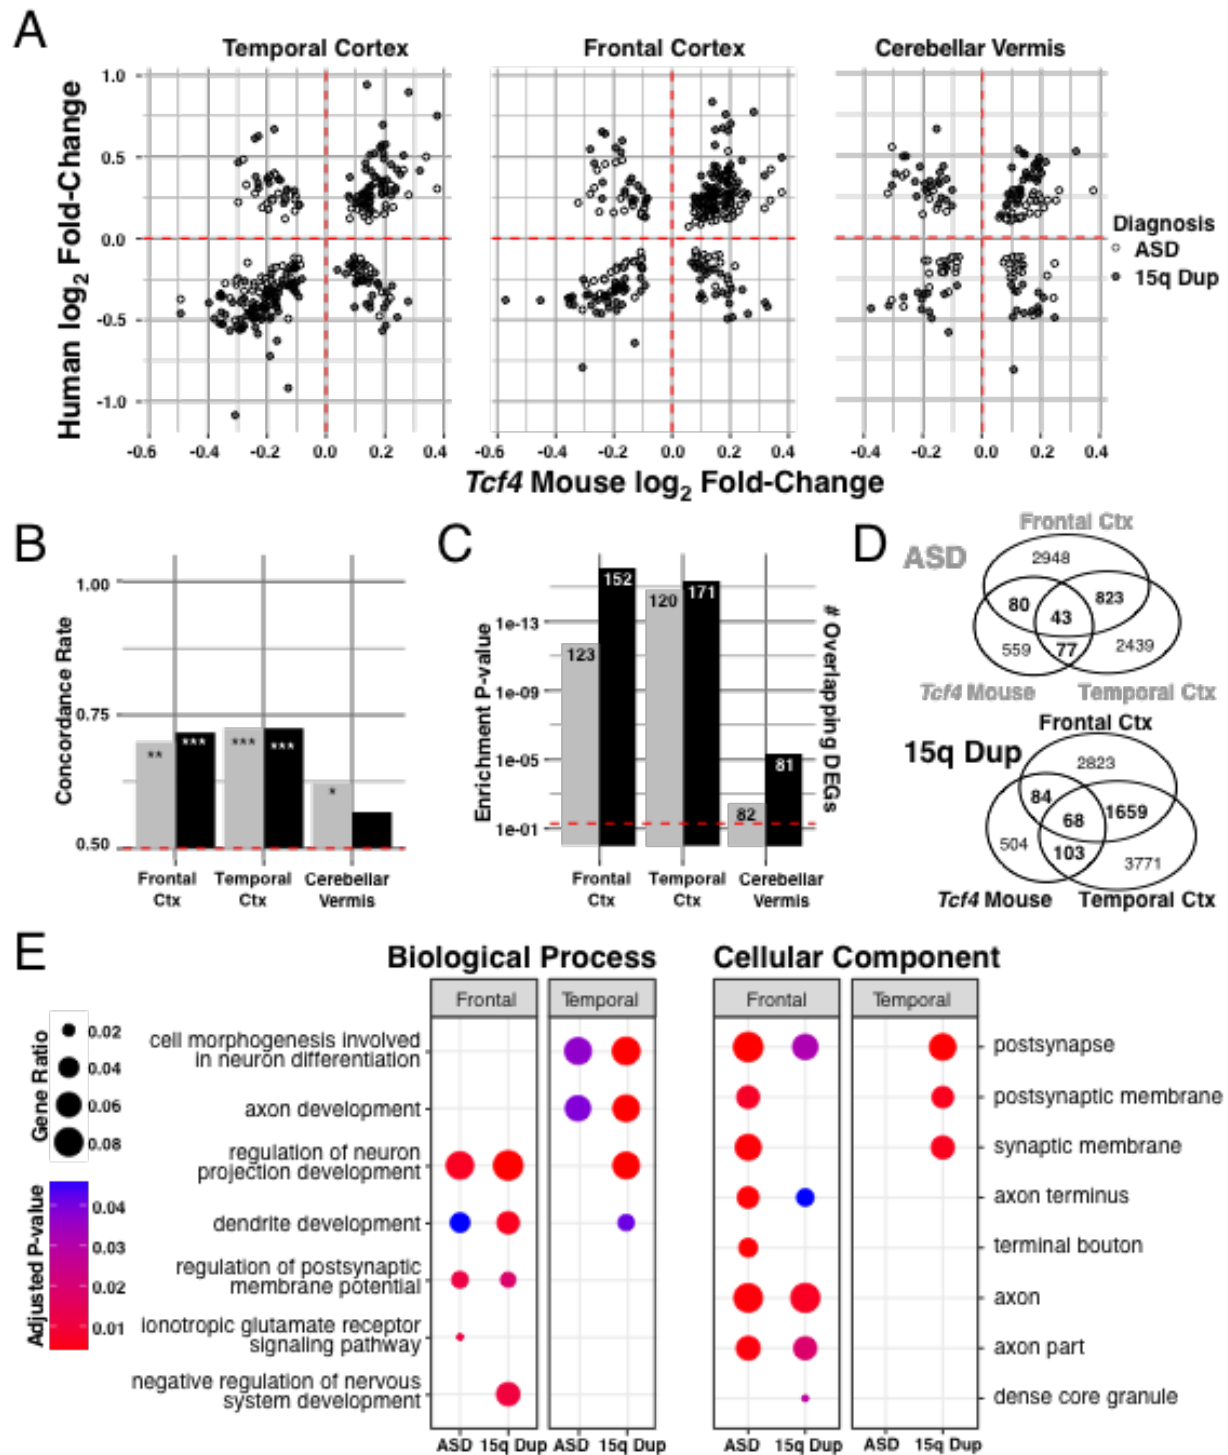 A
Temporal Cortex
Frontal Cortex
Cerebellar Vermis
Human log2 Fold-Change
1.0
0.5
0.0
-0.5
-1.0
-0.6 -0.4 -0.2 0.0 0.2 0.4
-0.6 -0.4 -0.2 0.0 0.2 0.4
-0.4 -0.2 0.0 0.2 0.4
Tcf4 Mouse log2 Fold-Change
Diagnosis
ASD
15q Dup
B
Concordance Rate
1.00
0.75
0.50
** *** *** *** *
Frontal Ctx
Temporal Ctx
Cerebellar Vermis
C
Enrichment P-value
1e-13
1e-09
1e-05
1e-01
123 152 120 171 82 81
# Overlapping DEGs
Frontal Ctx
Temporal Ctx
Cerebellar Vermis
D
ASD
Frontal Ctx
2948
80 43 823
559 77 2439
Tcf4 Mouse Temporal Ctx
15q Dup
Frontal Ctx
2823
84 68 1659
504 103 3771
Tcf4 Mouse Temporal Ctx
E
Biological Process
Cellular Component
Frontal Temporal
Frontal Temporal
Gene Ratio
0.02
0.04
0.06
0.08
Adjusted P-value
0.04
0.03
0.02
0.01
cell morphogenesis involved
in neuron differentiation
axon development
regulation of neuron
projection development
dendrite development
regulation of postsynaptic
membrane potential
ionotropic glutamate receptor
signaling pathway
negative regulation of nervous
system development
postsynapse
postsynaptic membrane
synaptic membrane
axon terminus
terminal bouton
axon
axon part
dense core granule
ASD 15q Dup
ASD 15q Dup
ASD 15q Dup
ASD 15q Dup